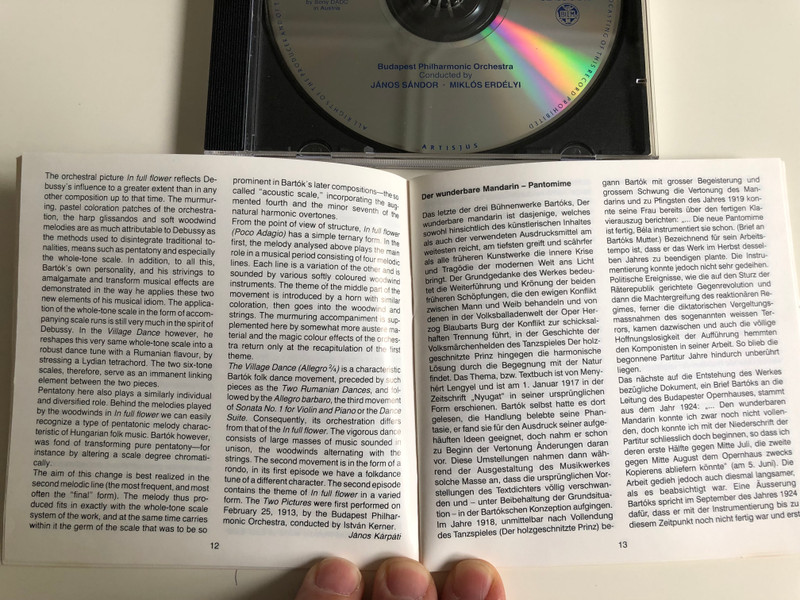 by Sony DADC
in Austria
Budapest Philharmonic Orchestra
Conducted by
JÁNOS SÁNDOR · MIKLÓS ERDÉLYI
ARTISJUS
The orchestral picture In full flower reflects De-
bussy's influence to a greater extent than in any
other composition up to that time. The murmur-
ing, pastel coloration patches of the orchestra-
tion, the harp glissandos and soft woodwind
melodies are as much attributable to Debussy as
the methods used to disintegrate traditional to-
nalities, means such as pentatony and especially
the whole-tone scale. In addition, to all this,
Bartók's own personality, and his strivings to
amalgamate and transform musical effects are
demonstrated in the way he applies these two
new elements of his musical idiom. The applica-
tion of the whole-tone scale in the form of accom-
panying scale runs is still very much in the spirit of
Debussy. In the Village Dance however, he
reshapes this very same whole-tone scale into a
robust dance tune with a Rumanian flavour, by
stressing a Lydian tetrachord. The two six-tone
scales, therefore, serve as an immanent linking
element between the two pieces.
Pentatony here also plays a similarly individual
and diversified role. Behind the melodies played
by the woodwinds in In full flower we can easily
recognize a type of pentatonic melody charac-
teristic of Hungarian folk music. Bartók however,
was fond of transforming pure pentatony—for
instance by altering a scale degree chromati-
cally.
The aim of this change is best realized in the
second melodic line (the most frequent, and most
often the "final" form). The melody thus pro-
duced fits in exactly with the whole-tone scale
system of the work, and at the same time carries
within it the germ of the scale that was to be so
12
prominent in Bartók's later compositions—the so
called "acoustic scale," incorporating the aug-
mented fourth and the minor seventh of the
natural harmonic overtones.
From the point of view of structure, In full flower
(Poco Adagio) has a simple ternary form. In the
first, the melody analysed above plays the main
role in a musical period consisting of four melodic
lines. Each line is a variation of the other and is
sounded by various softly coloured woodwind
instruments. The theme of the middle part of the
movement is introduced by a horn with similar
coloration, then goes into the woodwind and
strings. The murmuring accompaniment is sup-
plemented here by somewhat more austere ma-
terial and the magic colour effects of the orches-
tra return only at the recapitulation of the first
theme.
The Village Dance (Allegro ¾) is a characteristic
Bartók folk dance movement, preceded by such
pieces as the Two Rumanian Dances, and fol-
lowed by the Allegro barbaro, the third movement
of Sonata No. 1 for Violin and Piano or the Dance
Suite. Consequently, its orchestration differs
from that of the In full flower. The vigorous dance
consists of large masses of music sounded in
unison, the woodwinds alternating with the
strings. The second movement is in the form of a
rondo, in its first episode we have a folkdance
tune of a different character. The second episode
contains the theme of In full flower in a varied
form. The Two Pictures were first performed on
February 25, 1913, by the Budapest Philhar-
monic Orchestra, conducted by István Kerner.
János Kárpáti
Der wunderbare Mandarin – Pantomime
Das letzte der drei Bühnenwerke Bartóks, Der
wunderbare mandarin ist dasjenige, welches
sowohl hinsichtlich des künstlerischen Inhaltes
als auch der verwendeten Ausdrucksmittel am
weitesten reicht, am tiefsten greift und scährfer
als alle früheren Kunstwerke die innere Krise
und Tragödie der modernen Welt ans Licht
bringt. Der Grundgedanke des Werkes bedeu-
tet die Weiterführung und Krönung der beiden
früheren Schöpfungen, die den ewigen Konflikt
zwischen Mann und Weib behandeln und von
denen in der Volksballadenwelt der Oper Her-
zog Blaubarts Burg der Konflikt zur schicksal-
haften Trennung führt, in der Geschichte der
Volksmärchenhelden des Tanzspieles Der holz-
geschnitzte Prinz hingegen die harmonische
Lösung durch die Begegnung mit der Natur
findet. Das Thema, bzw. Textbuch ist von Meny-
hért Lengyel und ist am 1. Januar 1917 in der
Zeitschrift „Nyugat" in seiner ursprünglichen
Form erschienen. Bartók selbst hatte es dort
gelesen, die Handlung belebte seine Phan-
tasie, er fand sie für den Ausdruck seiner aufge-
häuften Ideen geeignet, doch nahm er schon
zu Beginn der Vertonung Änderungen daran
vor. Diese Umstellungen nahmen dann wäh-
rend der Ausgestaltung des Musikwerkes
solche Masse an, dass die ursprünglichen Vor-
stellungen des Textdichters völlig verschwan-
den und – unter Beibehaltung der Grundsitua-
tion – in der Bartókschen Konzeption aufgingen.
Im Jahre 1918, unmittelbar nach Vollendung
des Tanzspieles (Der holzgeschnitzte Prinz) be-
gann Bartók mit grosser Begeisterung und
grossem Schwung die Vertonung des Man-
darins und zu Pfingsten des Jahres 1919 konn-
te seine Frau bereits über den fertigen Kla-
vierauszug berichten: „... Die neue Pantomime
ist fertig, Béla instrumentiert sie schon. (Brief an
Bartóks Mutter.) Bezeichnend für sein Arbeits-
tempo ist, dass er das Werk im Herbst dessel-
ben Jahres zu beendigen plante. Die Instru-
mentierung konnte jedoch nicht sehr gedeihen.
Politische Ereignisse, wie die auf den Sturz der
Räterepublik gerichtete Gegenrevolution und
dann die Machtergreifung des reaktionären Re-
gimes, ferner die diktatorischen Vergeltungs-
massnahmen des sogenannten weissen Ter-
rors, kamen dazwischen und auch die völlige
Hoffnungslosigkeit der Aufführung hemmten
den Komponisten in seiner Arbeit. So blieb die
begonnene Partitur Jahre hindurch unberührt
liegen.
Das nächste auf die Entstehung des Werkes
bezügliche Dokument, ein Brief Bartóks an die
Leitung des Budapester Opernhauses, stammt
aus dem Jahr 1924: „... Den wunderbaren
Mandarin konnte ich zwar noch nicht vollen-
den, doch konnte ich mit der Niederschrift der
Partitur schliesslich doch beginnen, so dass ich
deren erste Hälfte gegen Mitte Juli, die zweite
gegen Mitte August dem Opernhaus zwecks
Kopierens abliefern könnte" (am 5. Juni). Die
Arbeit gedieh jedoch auch diesmal langsamer,
als es beabsichtigt war. Eine Äusserung
Bartóks spricht im September des Jahres 1924
dafür, dass er mit der Instrumentierung bis zu
diesem Zeitpunkt noch nicht fertig war und erst
13